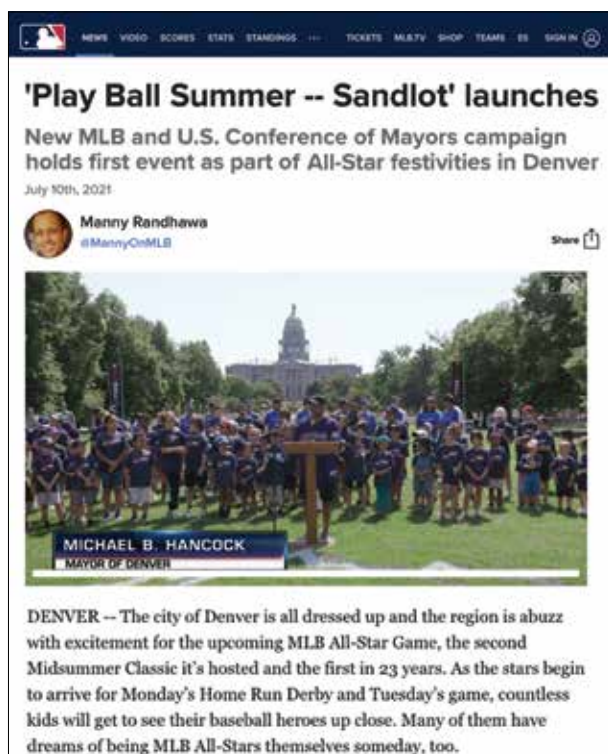 NEWS VIDEO SCORES STATS STANDINGS ... TICKETS MLB.TV SHOP TEAMS ES SIGN IN
'Play Ball Summer -- Sandlot' launches
New MLB and U.S. Conference of Mayors campaign
holds first event as part of All-Star festivities in Denver
July 10th, 2021
Manny Randhawa
@MannyOnMLB
Share
MICHAEL B. HANCOCK
MAYOR OF DENVER
DENVER -- The city of Denver is all dressed up and the region is abuzz
with excitement for the upcoming MLB All-Star Game, the second
Midsummer Classic it's hosted and the first in 23 years. As the stars begin
to arrive for Monday's Home Run Derby and Tuesday's game, countless
kids will get to see their baseball heroes up close. Many of them have
dreams of being MLB All-Stars themselves someday, too.